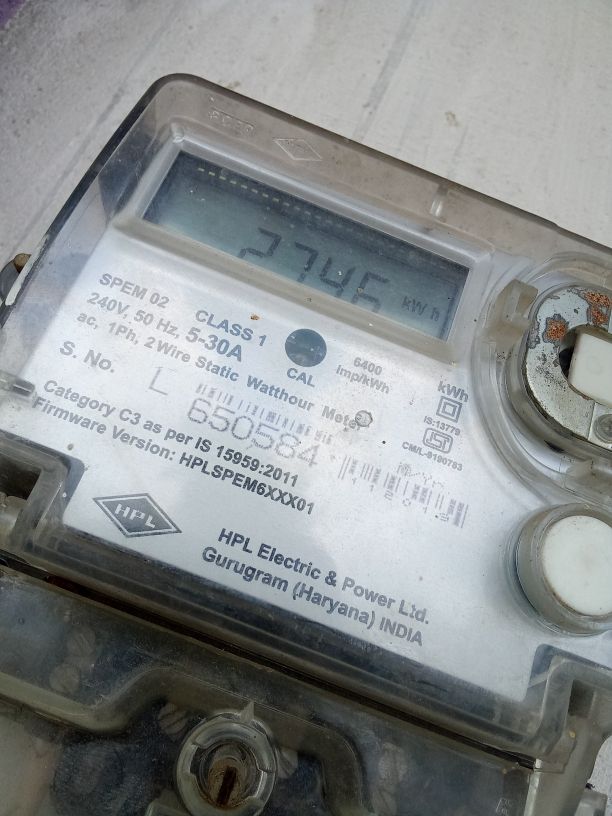 2746 kWh
SPEM 02 CLASS 1
240V, 50 Hz, 5-30A
ac, 1Ph, 2Wire Static Watthour Meter
CAL
6400
Imp/kWh
kWh
IS:13779
CM/L-9190763
S. No. L 650584
Category C3 as per IS 15959:2011
Firmware Version: HPLSPEM6XXX01
HPL
HPL Electric & Power Ltd.
Gurugram (Haryana) INDIA